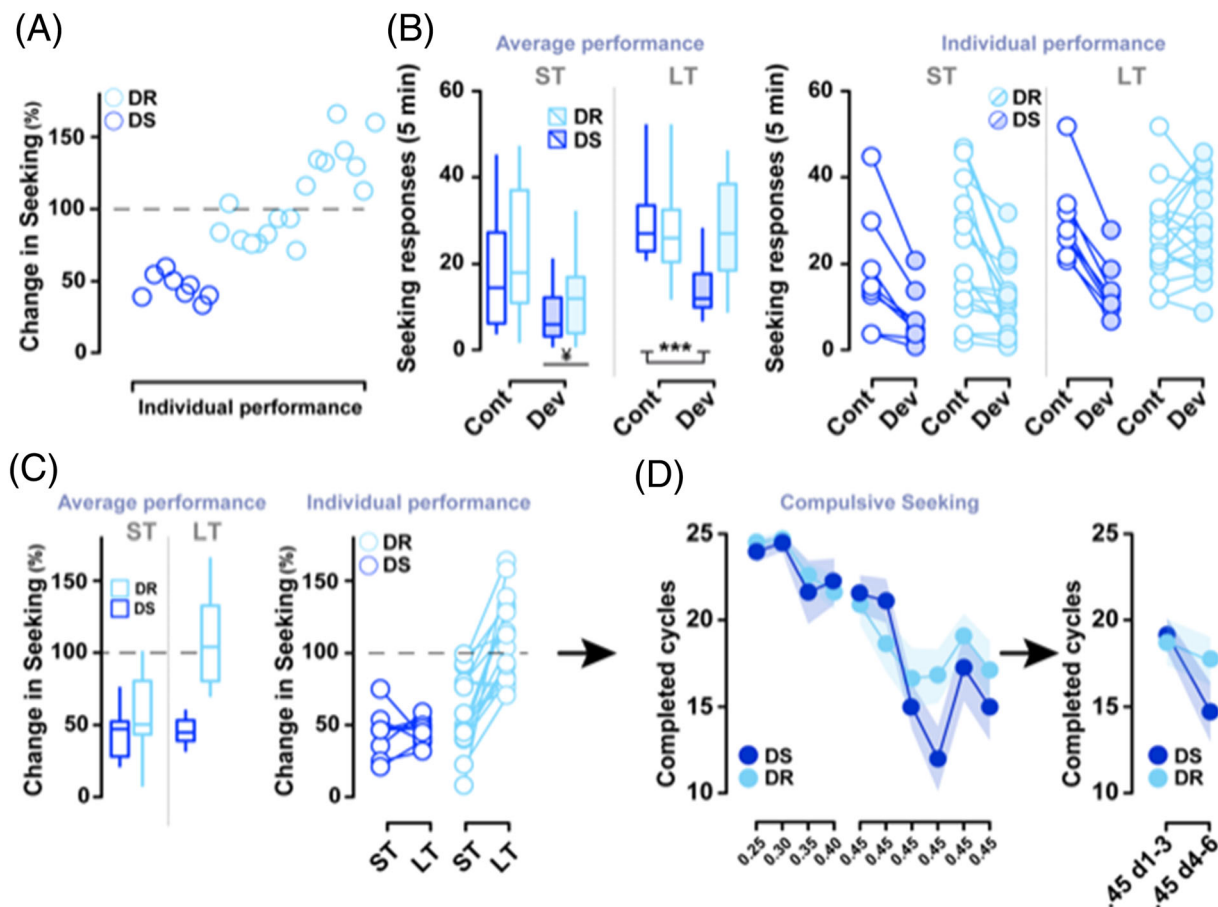 (A)
DR
DS
Change in Seeking (%)
150
100
50
0
Individual performance
(B)
Average performance
ST LT
Seeking responses (5 min)
60
40
20
0
DR
DS
¥
***
Cont Dev Cont Dev
Individual performance
ST LT
Seeking responses (5 min)
60
40
20
0
DR
DS
Cont Dev Cont Dev Cont Dev Cont Dev
(C)
Average performance
ST LT
Change in Seeking (%)
150
100
50
0
DR
DS
Individual performance
Change in Seeking (%)
150
100
50
0
DR
DS
ST LT ST LT
(D)
Compulsive Seeking
Completed cycles
25
20
15
10
DS
DR
0.25 0.30 0.35 0.40 0.45 0.45 0.45 0.45 0.45 0.45
Completed cycles
25
20
15
10
DS
DR
.45 d1-3 .45 d4-6